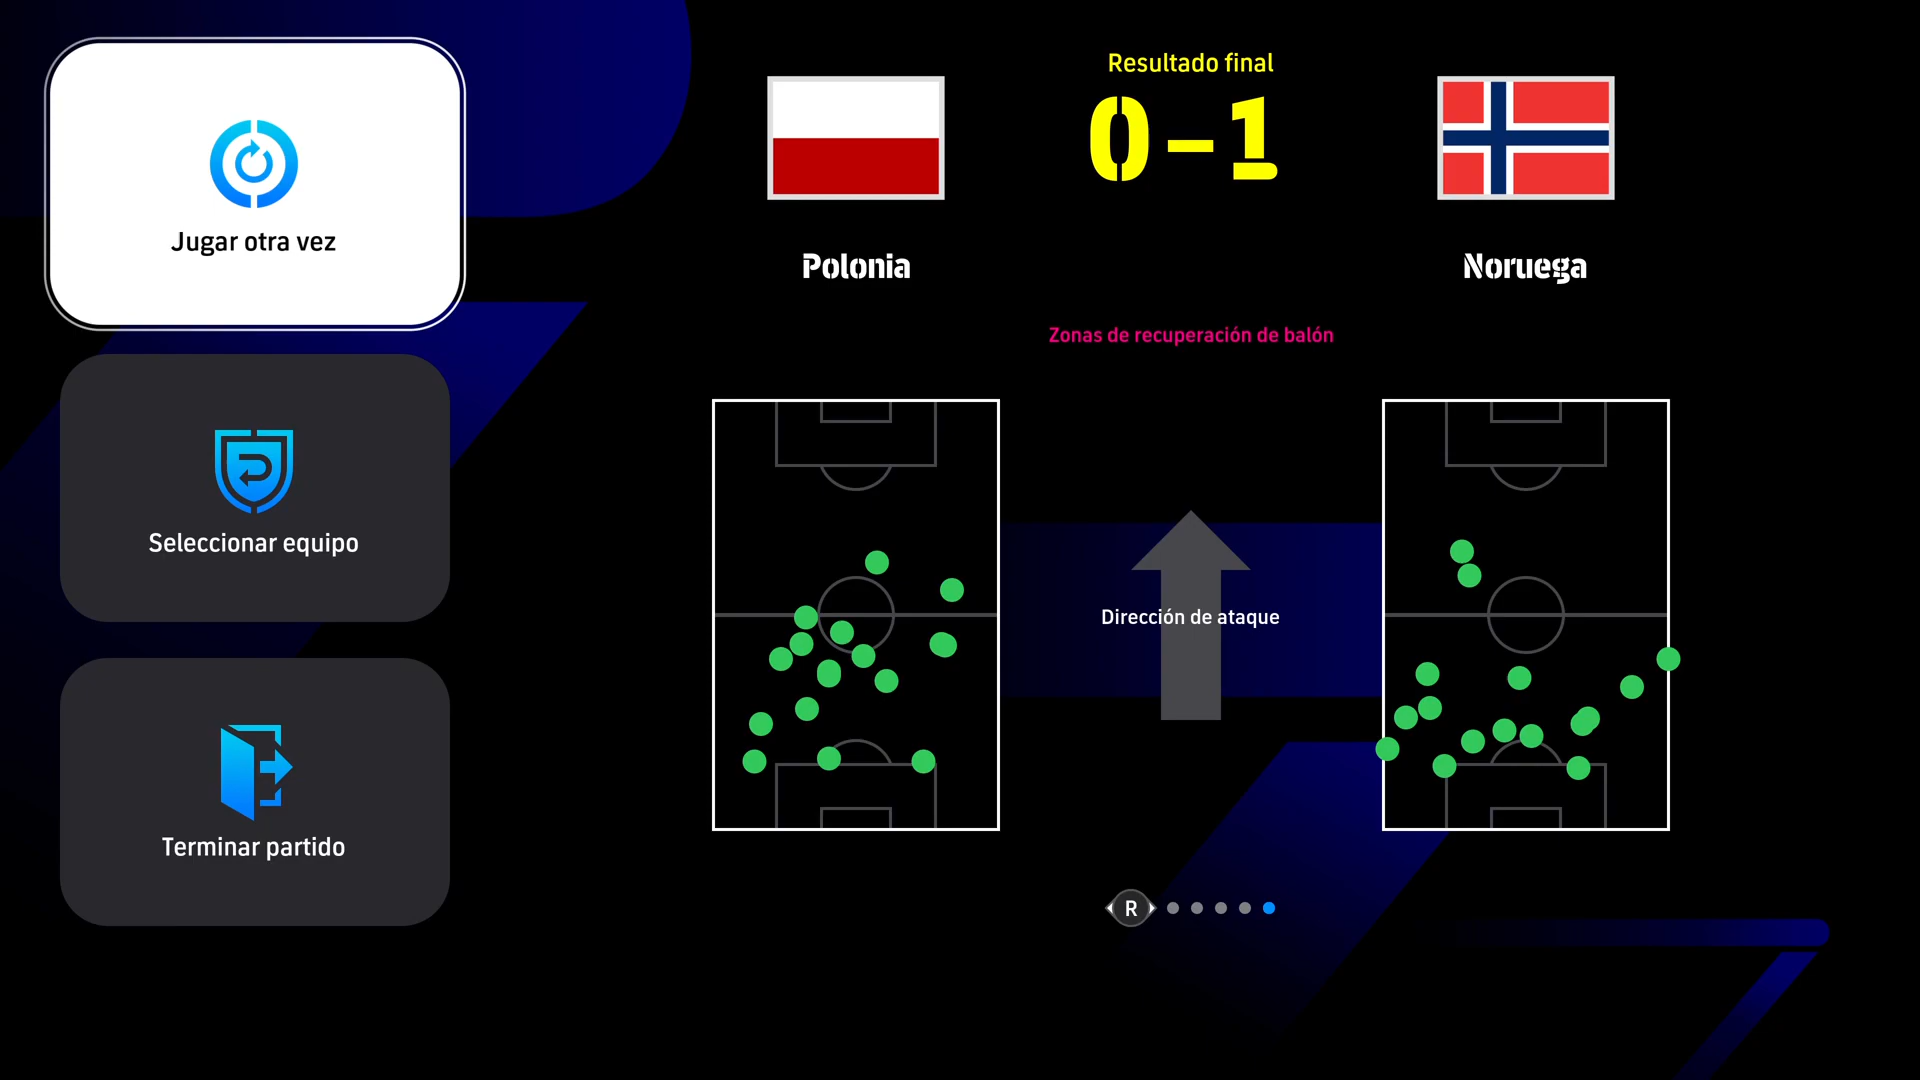 Resultado final
0-1
Polonia
Noruega
Zonas de recuperación de balón
Dirección de ataque
Jugar otra vez
Seleccionar equipo
Terminar partido
R